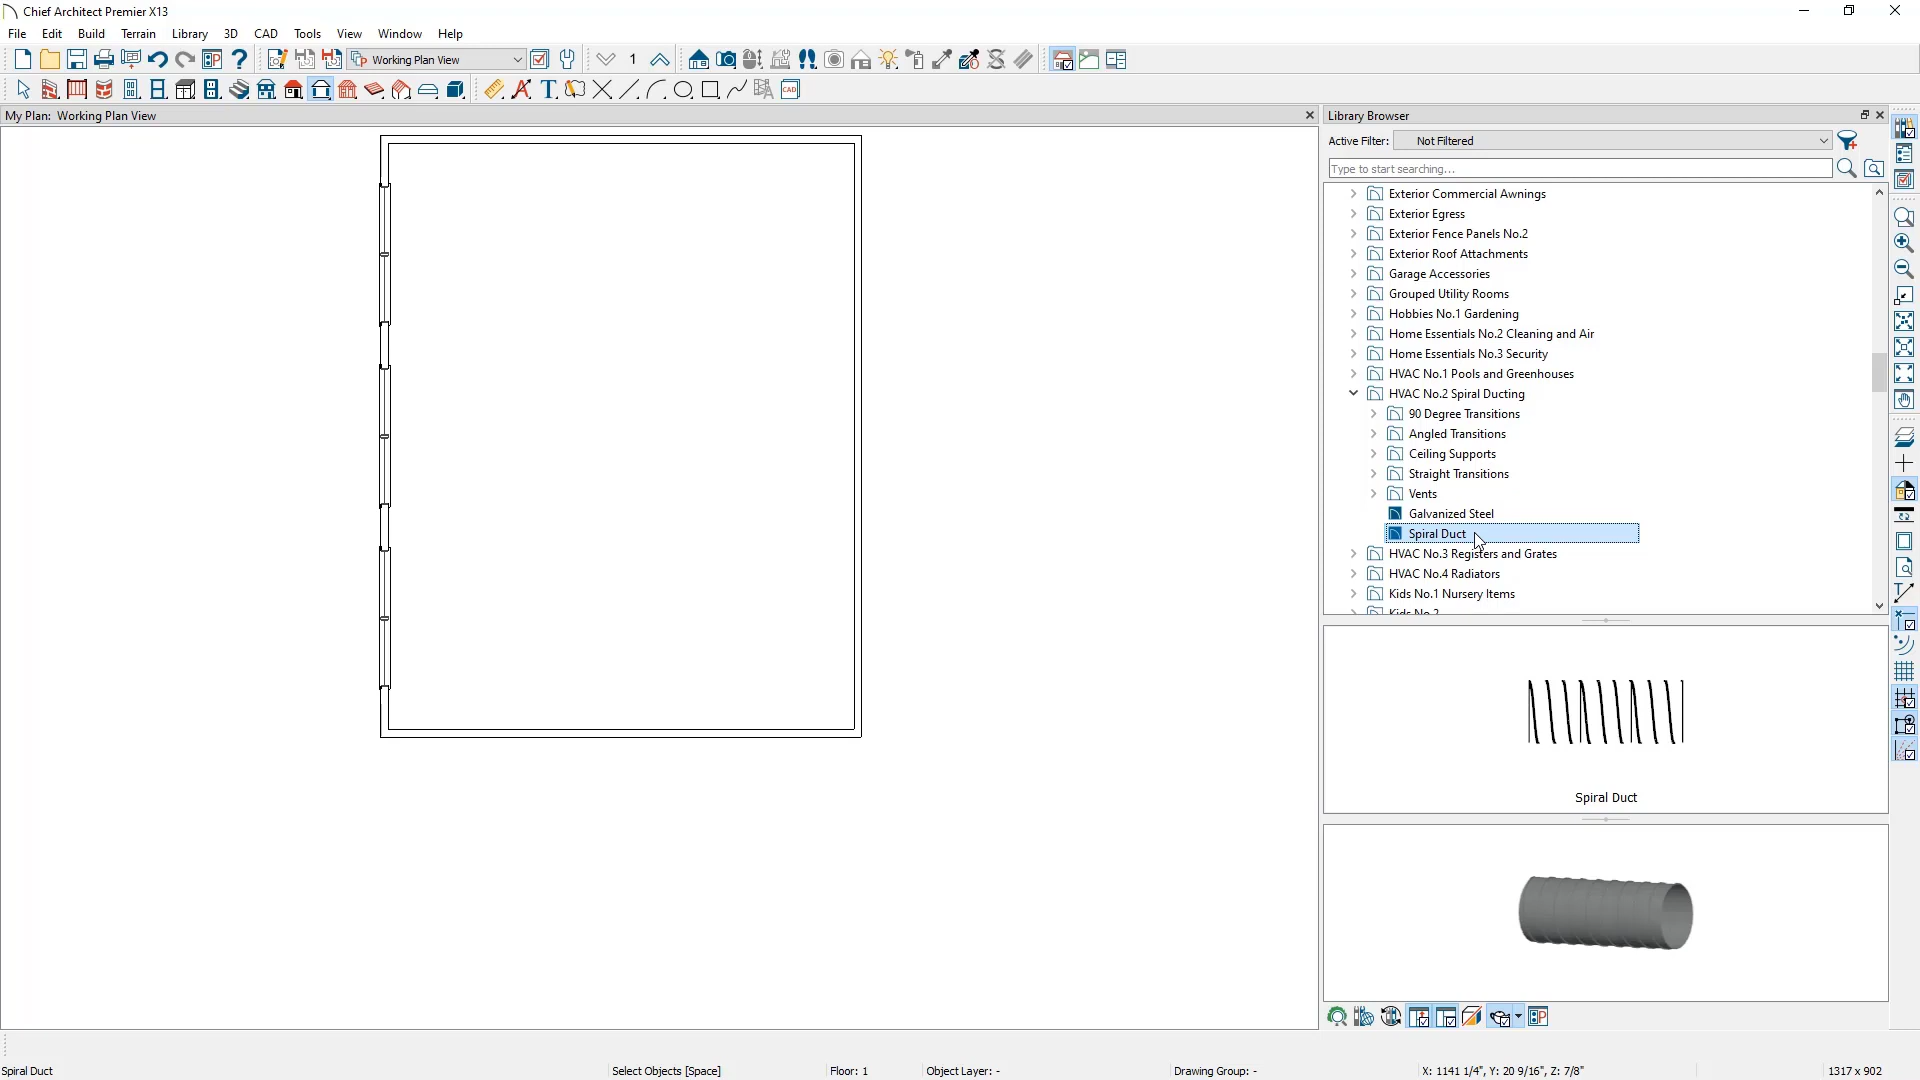 Chief Architect Premier X13
File Edit Build Terrain Library 3D CAD Tools View Window Help
Working Plan View 1
My Plan: Working Plan View
Library Browser
Active Filter: Not Filtered
Type to start searching...
Exterior Commercial Awnings
Exterior Egress
Exterior Fence Panels No.2
Exterior Roof Attachments
Garage Accessories
Grouped Utility Rooms
Hobbies No.1 Gardening
Home Essentials No.2 Cleaning and Air
Home Essentials No.3 Security
HVAC No.1 Pools and Greenhouses
HVAC No.2 Spiral Ducting
90 Degree Transitions
Angled Transitions
Ceiling Supports
Straight Transitions
Vents
Galvanized Steel
Spiral Duct
HVAC No.3 Registers and Grates
HVAC No.4 Radiators
Kids No.1 Nursery Items
Kids No.2
Spiral Duct
Spiral Duct Select Objects [Space] Floor: 1 Object Layer: - Drawing Group: - X: 1141 1/4", Y: 20 9/16", Z: 7/8" 1317 x 902